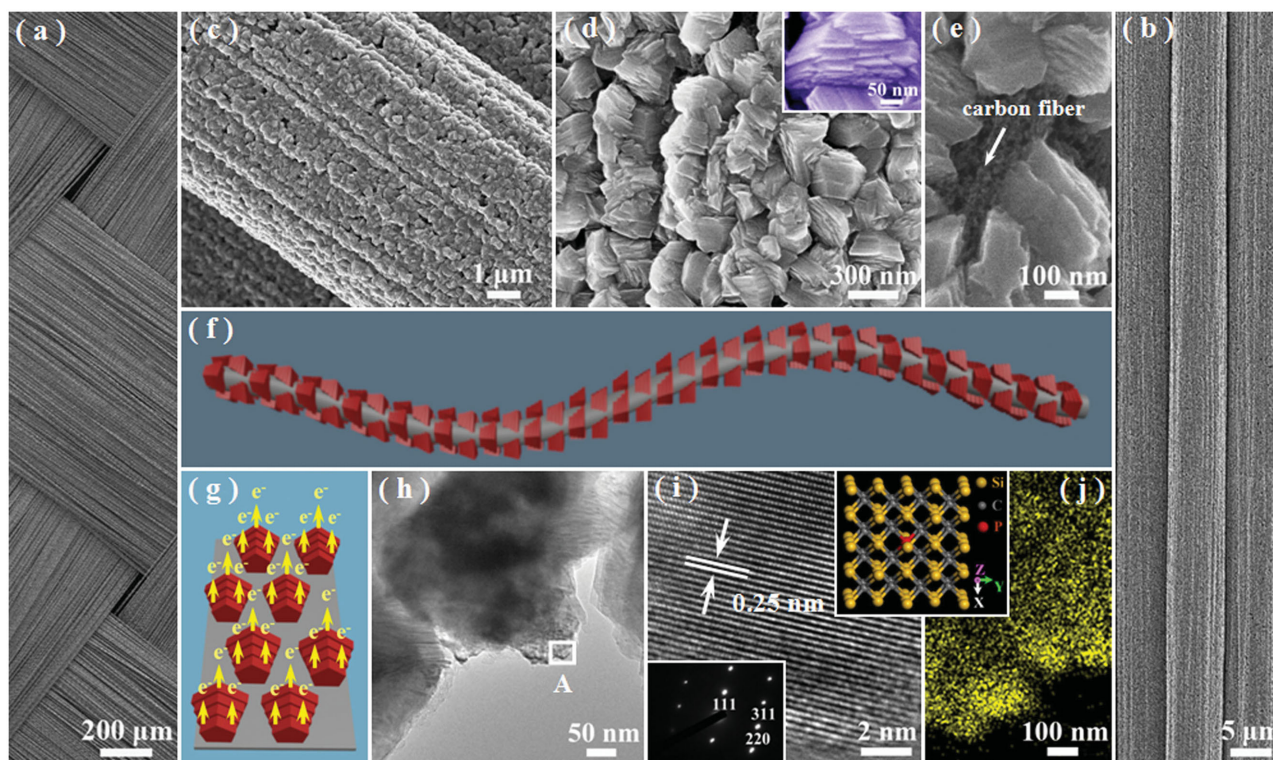 ( a )
200 μm
( c )
1 μm
( d )
50 nm
300 nm
( e )
carbon fiber
100 nm
( b )
5 μm
( f )
( g )
e-
e-
e- e-
e- e-
e-
e-
e- e-
e- e-
e-
e-
e- e-
e- e-
e-
e-
e- e-
e- e-
( h )
A
50 nm
( i )
0.25 nm
111
311
220
2 nm
Si
C
P
Z
Y
X
( j )
100 nm